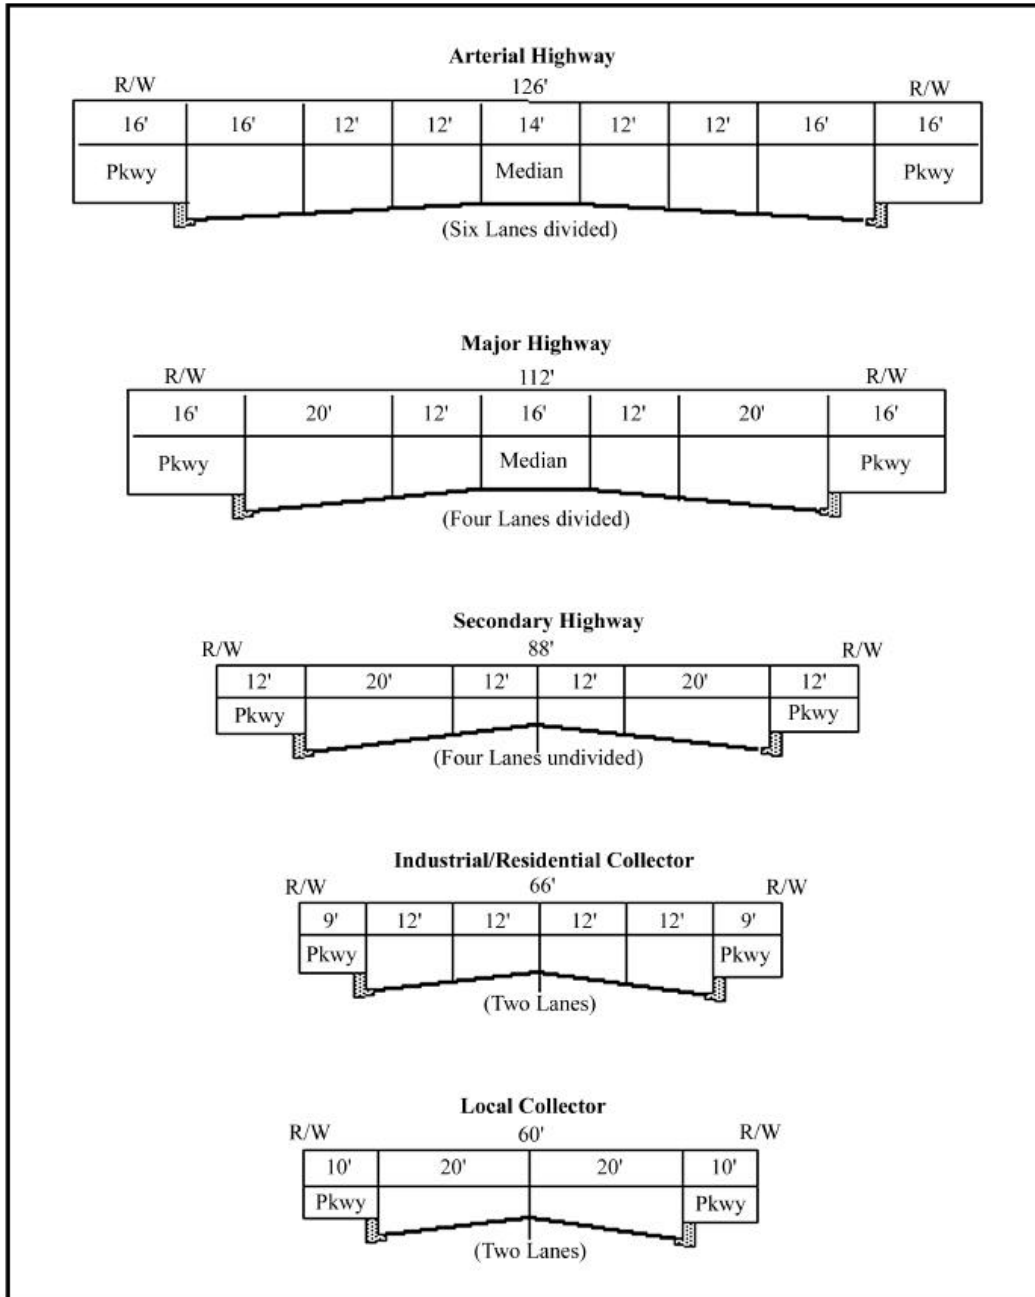 Arterial Highway
R/W 126' R/W
16' 16' 12' 12' 14' 12' 12' 16' 16'
Pkwy Median Pkwy
(Six Lanes divided)
Major Highway
R/W 112' R/W
16' 20' 12' 16' 12' 20' 16'
Pkwy Median Pkwy
(Four Lanes divided)
Secondary Highway
R/W 88' R/W
12' 20' 12' 12' 20' 12'
Pkwy Pkwy
(Four Lanes undivided)
Industrial/Residential Collector
R/W 66' R/W
9' 12' 12' 12' 12' 9'
Pkwy Pkwy
(Two Lanes)
Local Collector
R/W 60' R/W
10' 20' 20' 10'
Pkwy Pkwy
(Two Lanes)